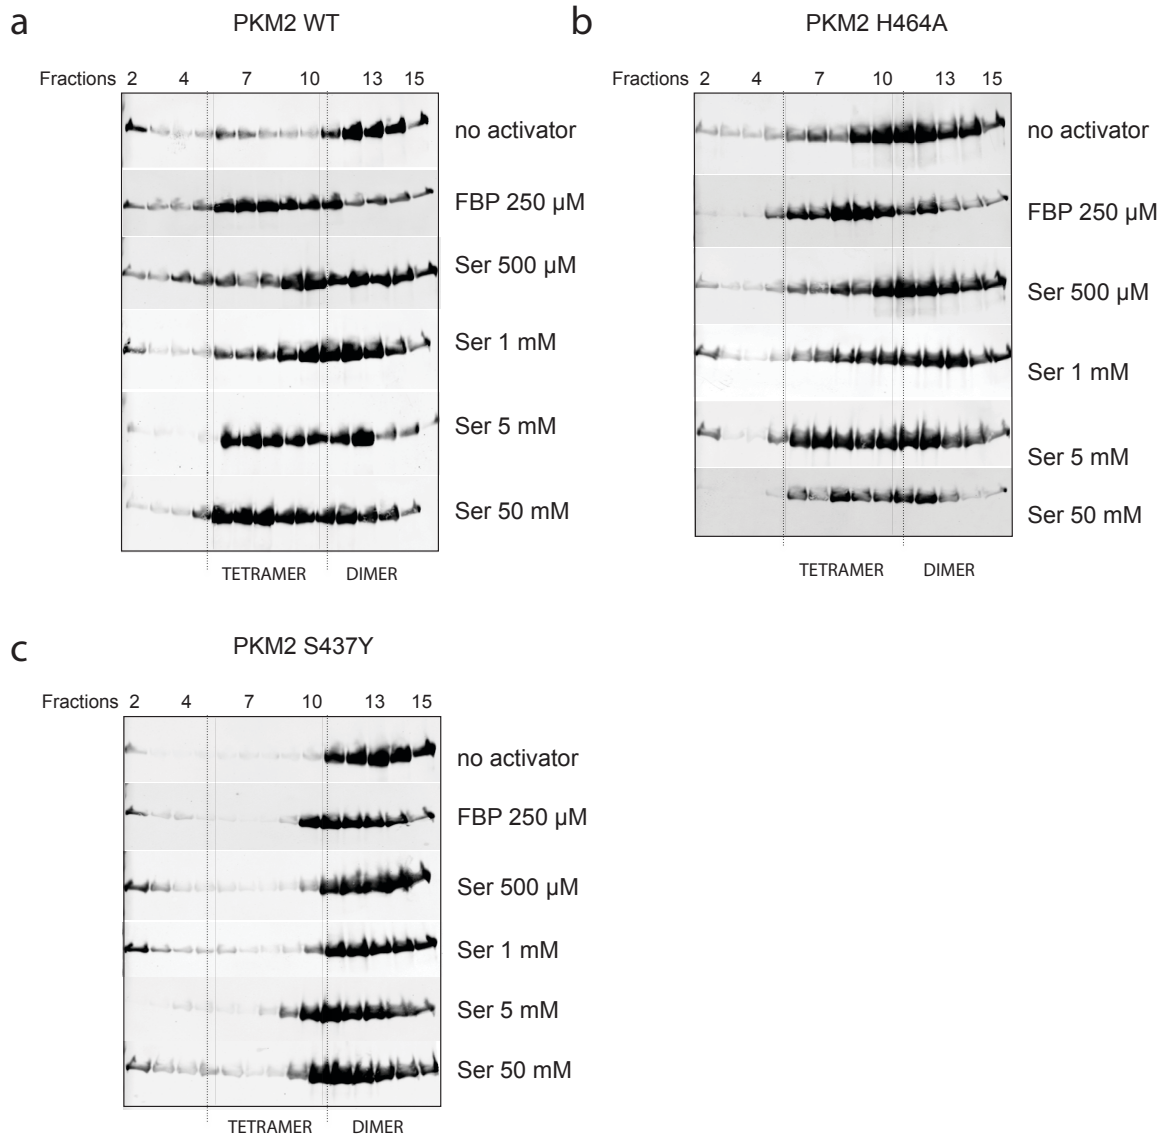 a
PKM2 WT
Fractions 2 4 7 10 13 15
no activator
FBP 250 µM
Ser 500 µM
Ser 1 mM
Ser 5 mM
Ser 50 mM
TETRAMER DIMER
b
PKM2 H464A
Fractions 2 4 7 10 13 15
no activator
FBP 250 µM
Ser 500 µM
Ser 1 mM
Ser 5 mM
Ser 50 mM
TETRAMER DIMER
c
PKM2 S437Y
Fractions 2 4 7 10 13 15
no activator
FBP 250 µM
Ser 500 µM
Ser 1 mM
Ser 5 mM
Ser 50 mM
TETRAMER DIMER